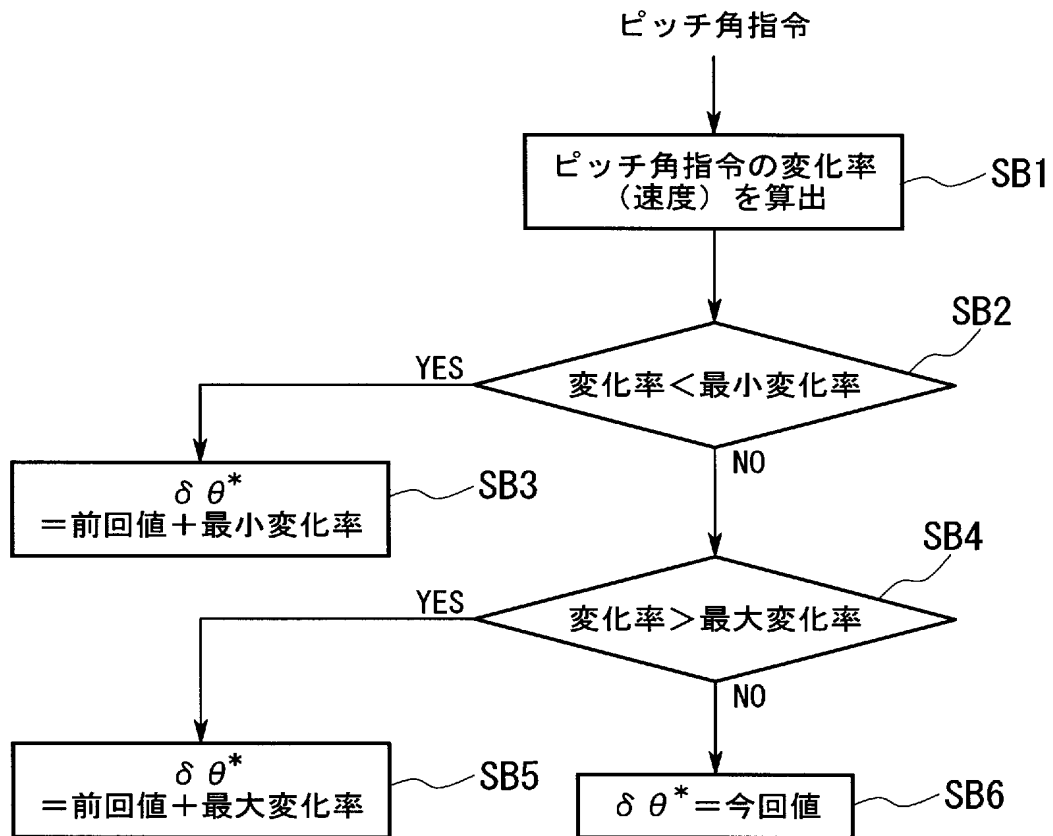 ピッチ角指令
ピッチ角指令の変化率
(速度)を算出
SB1
SB2
変化率<最小変化率
YES
NO
δ θ*
=前回値+最小変化率
SB3
SB4
変化率>最大変化率
YES
NO
δ θ*
=前回値+最大変化率
SB5
δ θ*=今回値
SB6